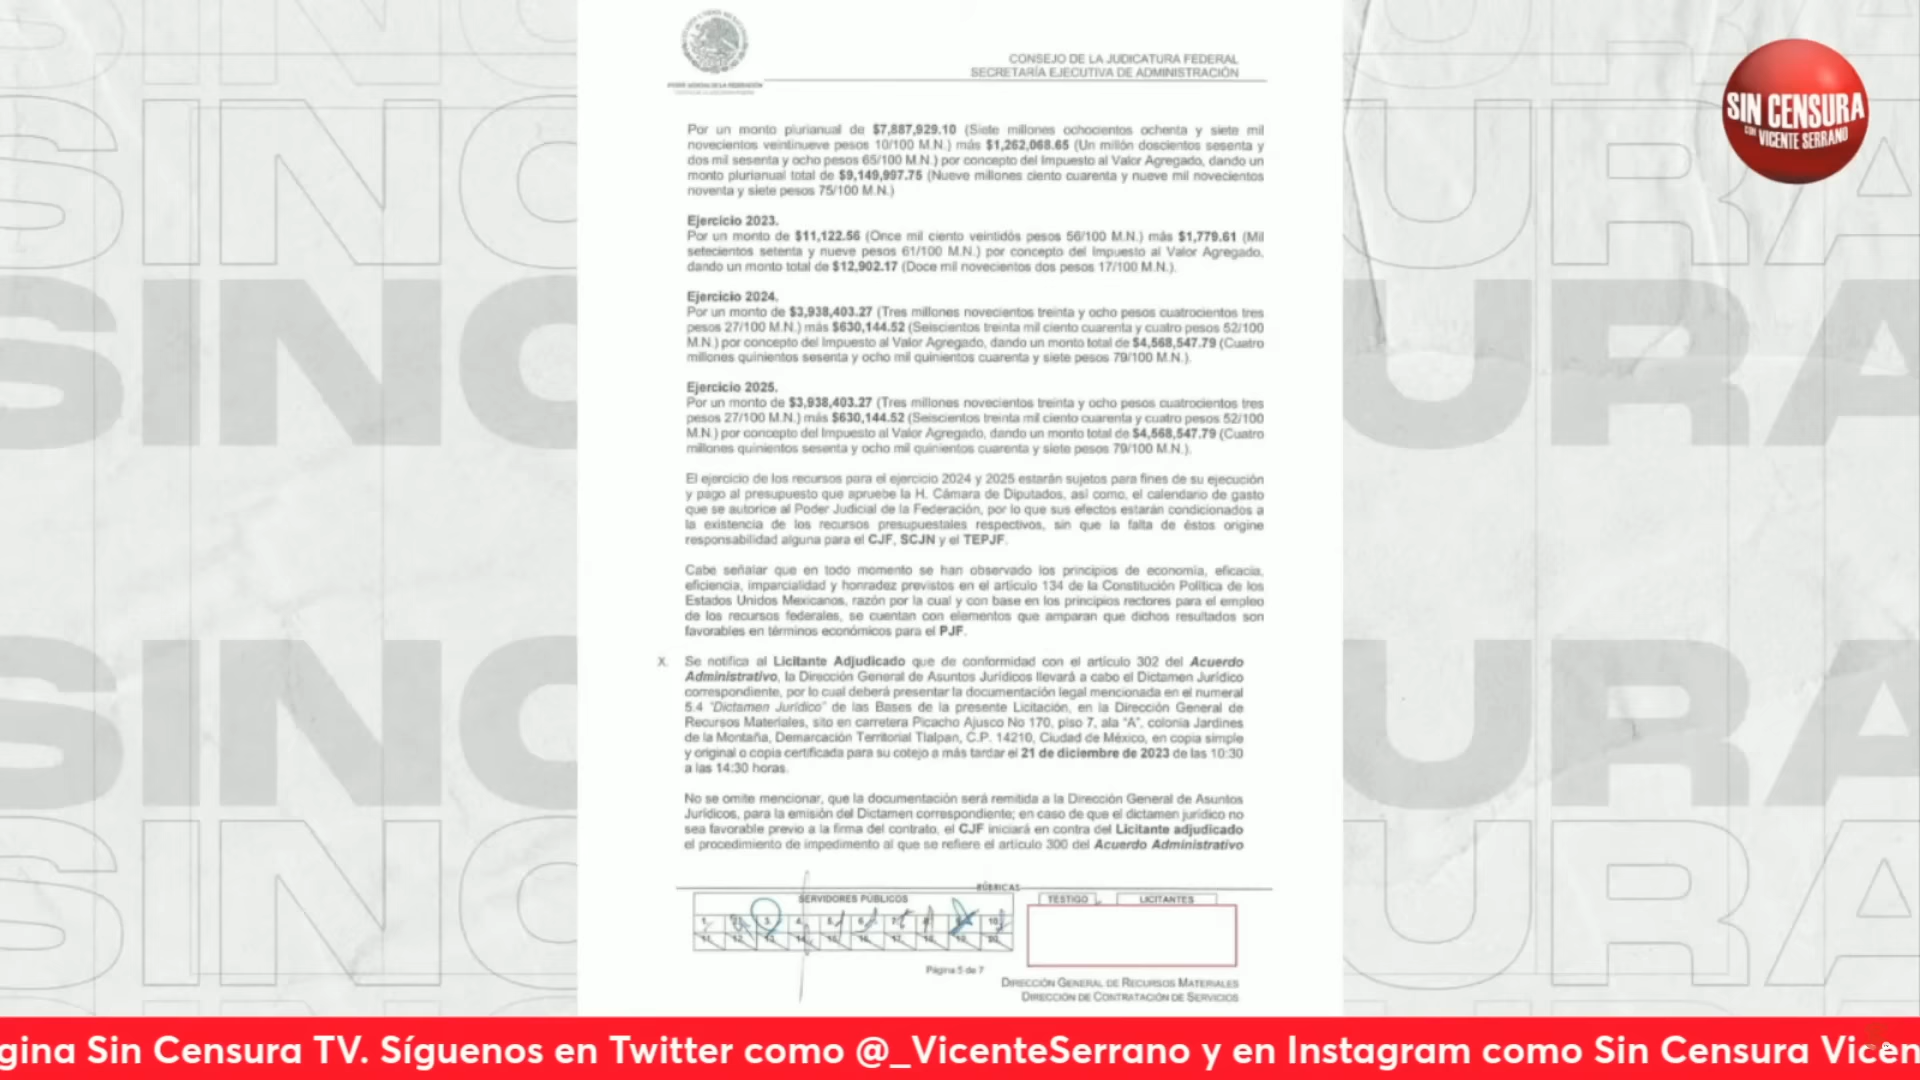 CONSEJO DE LA JUDICATURA FEDERAL
SECRETARÍA EJECUTIVA DE ADMINISTRACIÓN
PODER JUDICIAL DE LA FEDERACIÓN
SIN CENSURA
CON VICENTE SERRANO
Por un monto plurianual de $7,887,929.10 (Siete millones ochocientos ochenta y siete mil
novecientos veintinueve pesos 10/100 M.N.) más $1,262,068.65 (Un millón doscientos sesenta y
dos mil sesenta y ocho pesos 65/100 M.N.) por concepto del Impuesto al Valor Agregado, dando un
monto plurianual total de $9,149,997.75 (Nueve millones ciento cuarenta y nueve mil novecientos
noventa y siete pesos 75/100 M.N.)
Ejercicio 2023.
Por un monto de $11,122.56 (Once mil ciento veintidós pesos 56/100 M.N.) más $1,779.61 (Mil
setecientos setenta y nueve pesos 61/100 M.N.) por concepto del Impuesto al Valor Agregado,
dando un monto total de $12,902.17 (Doce mil novecientos dos pesos 17/100 M.N.).
Ejercicio 2024.
Por un monto de $3,938,403.27 (Tres millones novecientos treinta y ocho pesos cuatrocientos tres
pesos 27/100 M.N.) más $630,144.52 (Seiscientos treinta mil ciento cuarenta y cuatro pesos 52/100
M.N.) por concepto del Impuesto al Valor Agregado, dando un monto total de $4,568,547.79 (Cuatro
millones quinientos sesenta y ocho mil quinientos cuarenta y siete pesos 79/100 M.N.).
Ejercicio 2025.
Por un monto de $3,938,403.27 (Tres millones novecientos treinta y ocho pesos cuatrocientos tres
pesos 27/100 M.N.) más $630,144.52 (Seiscientos treinta mil ciento cuarenta y cuatro pesos 52/100
M.N.) por concepto del Impuesto al Valor Agregado, dando un monto total de $4,568,547.79 (Cuatro
millones quinientos sesenta y ocho mil quinientos cuarenta y siete pesos 79/100 M.N.).
El ejercicio de los recursos para el ejercicio 2024 y 2025 estarán sujetos para fines de su ejecución
y pago al presupuesto que apruebe la H. Cámara de Diputados, así como, el calendario de gasto
que se autorice al Poder Judicial de la Federación, por lo que sus efectos estarán condicionados a
la existencia de los recursos presupuestales respectivos, sin que la falta de éstos origine
responsabilidad alguna para el CJF, SCJN y el TEPJF.
Cabe señalar que en todo momento se han observado los principios de economía, eficacia,
eficiencia, imparcialidad y honradez previstos en el artículo 134 de la Constitución Política de los
Estados Unidos Mexicanos, razón por la cual y con base en los principios rectores para el empleo
de los recursos federales, se cuentan con elementos que amparan que dichos resultados son
favorables en términos económicos para el PJF.
X. Se notifica al Licitante Adjudicado que de conformidad con el artículo 302 del Acuerdo
Administrativo, la Dirección General de Asuntos Jurídicos llevará a cabo el Dictamen Jurídico
correspondiente, por lo cual deberá presentar la documentación legal mencionada en el numeral
5.4 "Dictamen Jurídico" de las Bases de la presente Licitación, en la Dirección General de
Recursos Materiales, sito en carretera Picacho Ajusco No 170, piso 7, ala "A", colonia Jardines
de la Montaña, Demarcación Territorial Tlalpan, C.P. 14210, Ciudad de México, en copia simple
y original o copia certificada para su cotejo a más tardar el 21 de diciembre de 2023 de las 10:30
a las 14:30 horas.
No se omite mencionar, que la documentación será remitida a la Dirección General de Asuntos
Jurídicos, para la emisión del Dictamen correspondiente; en caso de que el dictamen jurídico no
sea favorable previo a la firma del contrato, el CJF iniciará en contra del Licitante adjudicado
el procedimiento de impedimento al que se refiere el artículo 300 del Acuerdo Administrativo
RÚBRICAS
SERVIDORES PÚBLICOS TESTIGO LICITANTES
1. 2. 3. 4. 5. 6. 7. 8. 9. 10.
11. 12. 13. 14. 15. 16. 17. 18. 19. 20.
Página 5 de 7
DIRECCIÓN GENERAL DE RECURSOS MATERIALES
DIRECCIÓN DE CONTRATACIÓN DE SERVICIOS
gina Sin Censura TV. Síguenos en Twitter como @_VicenteSerrano y en Instagram como Sin Censura Vicen